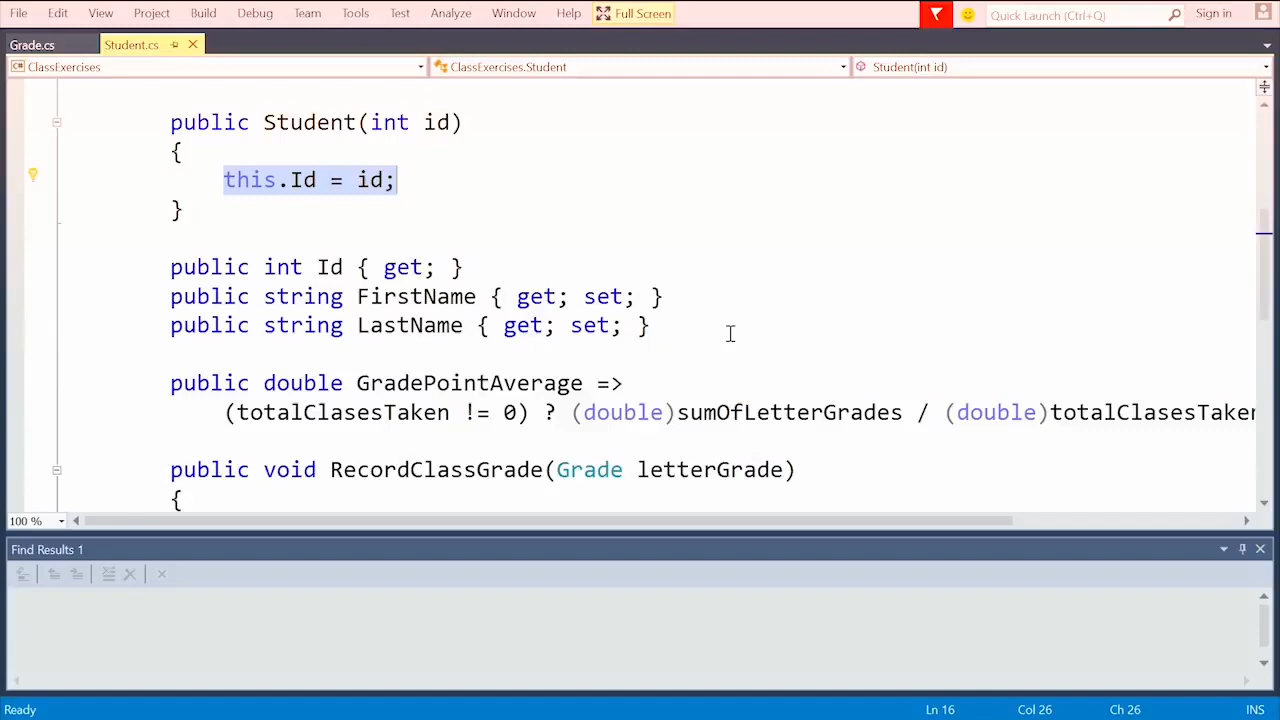 File Edit View Project Build Debug Team Tools Test Analyze Window Help Full Screen Quick Launch (Ctrl+Q) Sign in
Grade.cs Student.cs
C# ClassExercises ClassExercises.Student Student(int id)
public Student(int id)
{
this.Id = id;
}
public int Id { get; }
public string FirstName { get; set; }
public string LastName { get; set; }
public double GradePointAverage =>
(totalClasesTaken != 0) ? (double)sumOfLetterGrades / (double)totalClasesTaken
public void RecordClassGrade(Grade letterGrade)
{
100 %
Find Results 1
Ready Ln 16 Col 26 Ch 26 INS